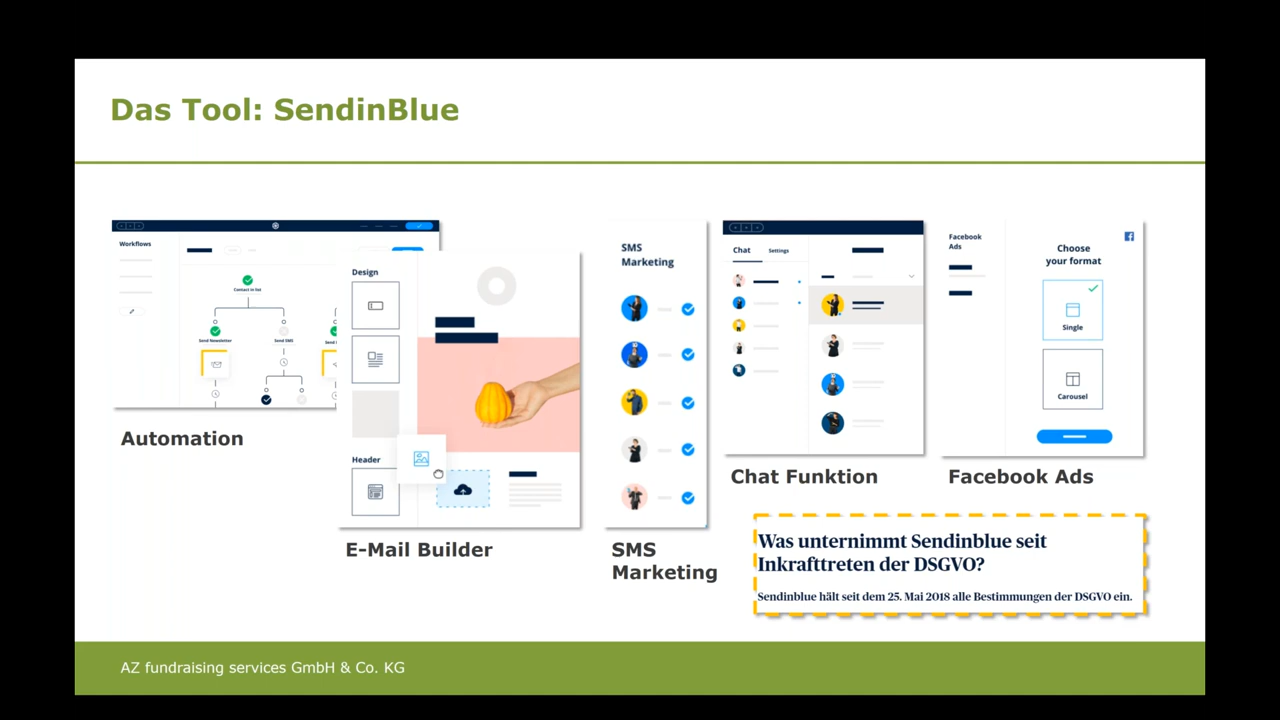 Das Tool: SendinBlue
Workflows
Contact in list
Send Newsletter
Send SMS
Automation
Design
Header
E-Mail Builder
SMS
Marketing
SMS
Marketing
Chat
Settings
Chat Funktion
Facebook
Ads
Choose
your format
Single
Carousel
Facebook Ads
Was unternimmt Sendinblue seit
Inkrafttreten der DSGVO?
Sendinblue hält seit dem 25. Mai 2018 alle Bestimmungen der DSGVO ein.
AZ fundraising services GmbH & Co. KG